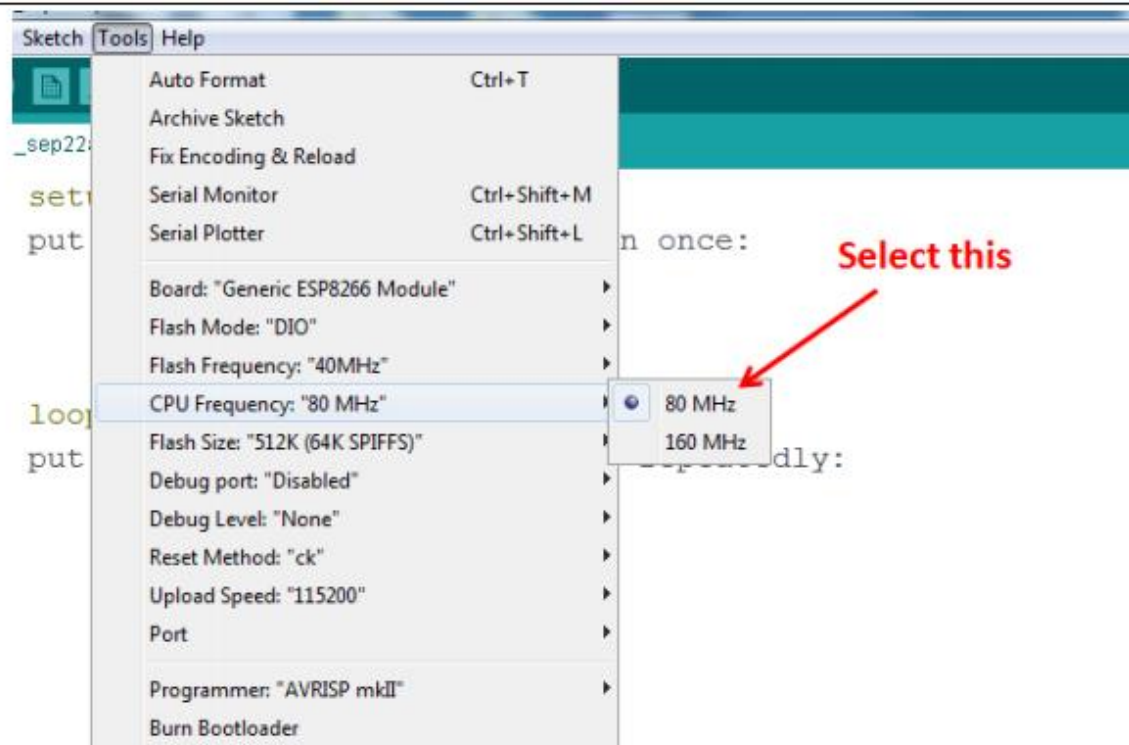 Sketch Tools Help
Auto Format Ctrl+T
Archive Sketch
_sep22
Fix Encoding & Reload
setu
Serial Monitor Ctrl+Shift+M
put
Serial Plotter Ctrl+Shift+L
n once:
Select this
Board: "Generic ESP8266 Module"
Flash Mode: "DIO"
Flash Frequency: "40MHz"
CPU Frequency: "80 MHz"
80 MHz
loop
Flash Size: "512K (64K SPIFFS)"
160 MHz
put
repeatedly:
Debug port: "Disabled"
Debug Level: "None"
Reset Method: "ck"
Upload Speed: "115200"
Port
Programmer: "AVRISP mkII"
Burn Bootloader